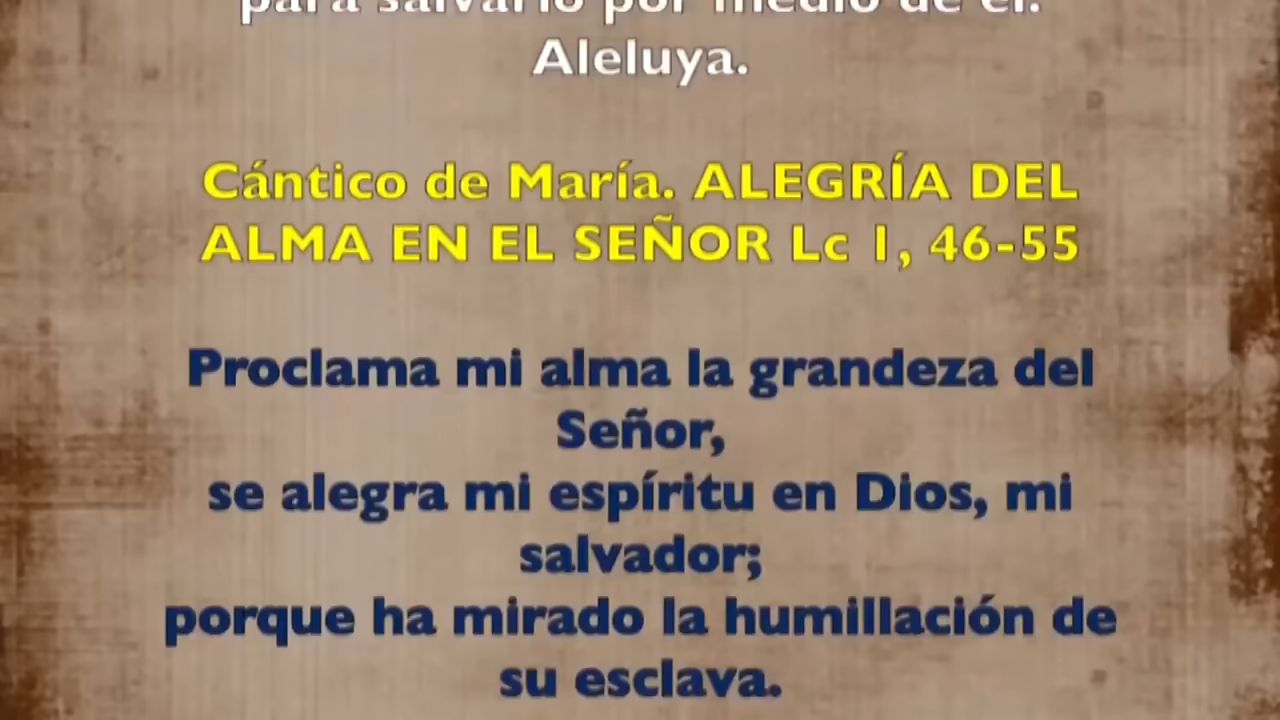 para salvarlo por medio de él.
Aleluya.
Cántico de María. ALEGRÍA DEL
ALMA EN EL SEÑOR Lc 1, 46-55
Proclama mi alma la grandeza del
Señor,
se alegra mi espíritu en Dios, mi
salvador;
porque ha mirado la humillación de
su esclava.